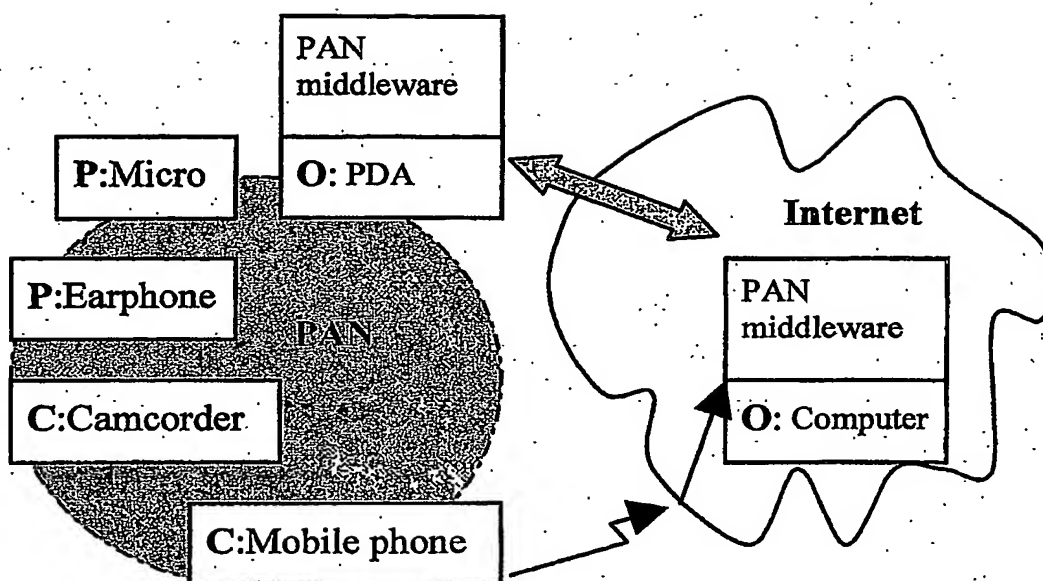 PAN
middleware
O: PDA
P:Micro
P:Earphone
PAN
C:Camcorder
C:Mobile phone
Internet
PAN
middleware
O: Computer